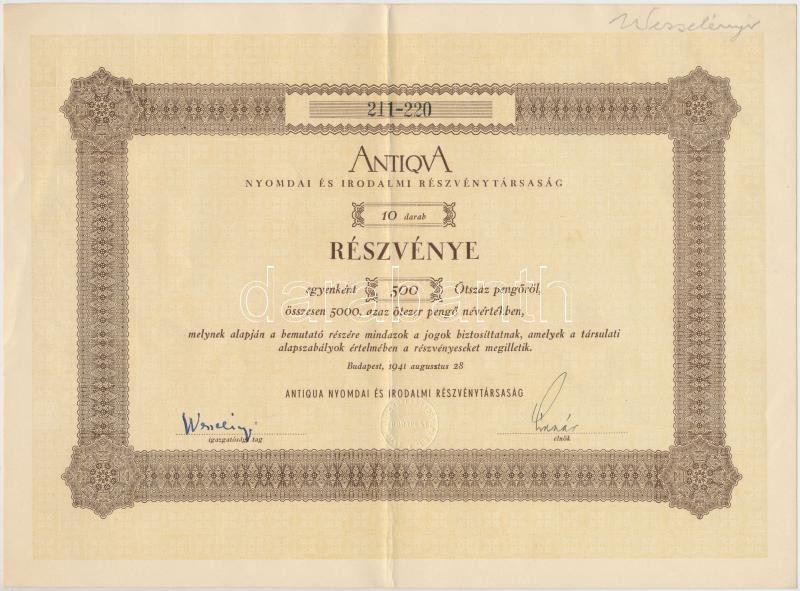 Wesselényi
211-220
ANTIQVA
NYOMDAI ÉS IRODALMI RÉSZVÉNYTÁRSASÁG
10 darab
RÉSZVÉNYE
egyenként 500 Ötszáz pengőről,
összesen 5000. azaz ötezer pengő névértékben,
melynek alapján a bemutató részére mindazok a jogok biztosíttatnak, amelyek a társulati
alapszabályok értelmében a részvényeseket megilletik.
Budapest, 1941 augusztus 28
ANTIQUA NYOMDAI ÉS IRODALMI RÉSZVÉNYTÁRSASÁG
igazgatósági tag
elnök
darabanth